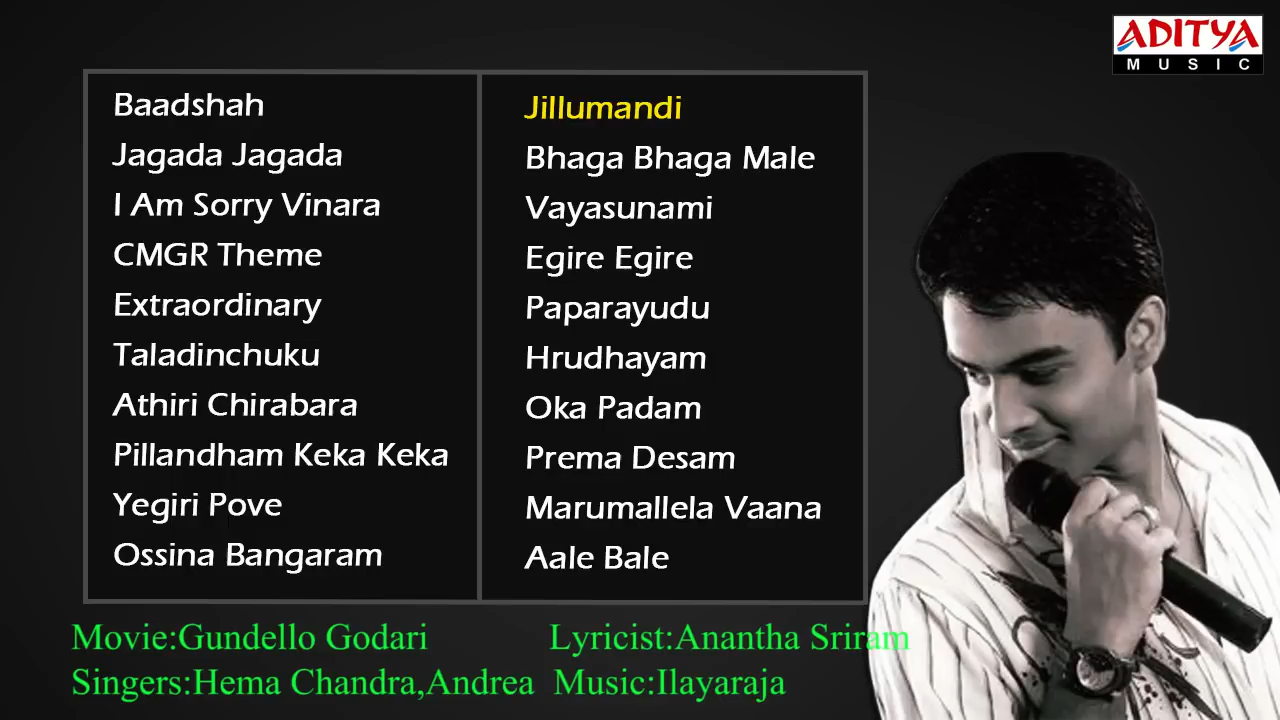 ADITYA
MUSIC
Baadshah
Jagada Jagada
I Am Sorry Vinara
CMGR Theme
Extraordinary
Taladinchuku
Athiri Chirabara
Pillandham Keka Keka
Yegiri Pove
Ossina Bangaram
Jillumandi
Bhaga Bhaga Male
Vayasunami
Egire Egire
Paparayudu
Hrudhayam
Oka Padam
Prema Desam
Marumallela Vaana
Aale Bale
Movie:Gundello Godari Lyricist:Anantha Sriram
Singers:Hema Chandra,Andrea Music:Ilayaraja